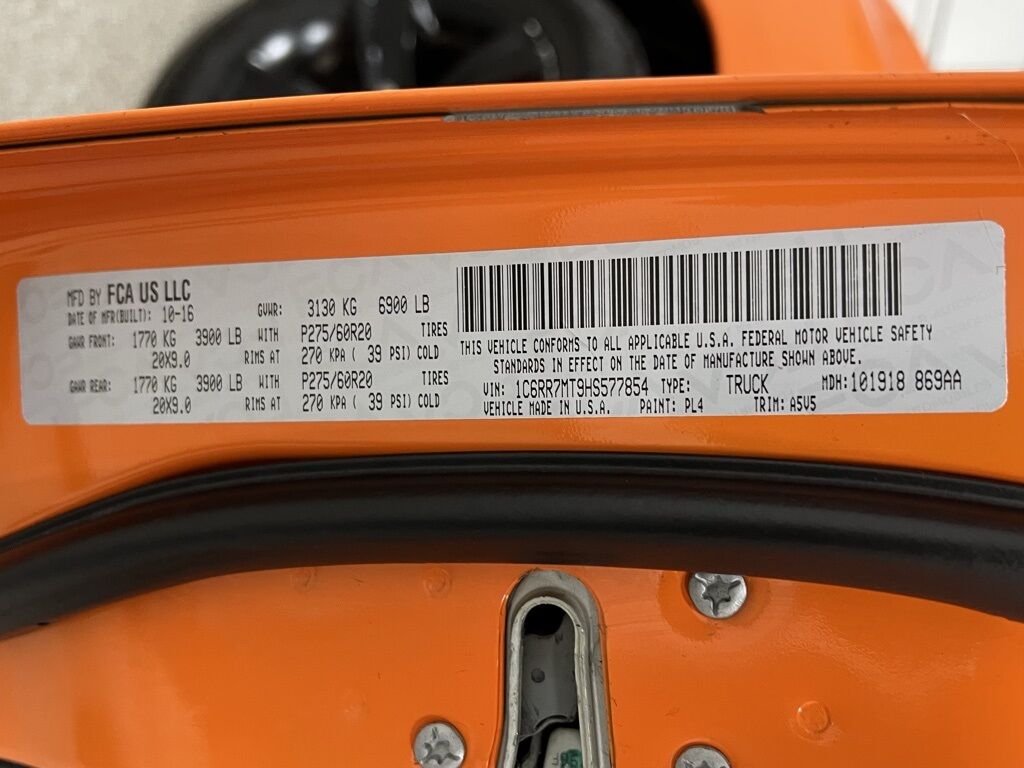 MFD BY FCA US LLC
DATE OF MFR(BUILT): 10-16 GVWR: 3130 KG 6900 LB
GAWR FRONT: 1770 KG 3900 LB WITH P275/60R20 TIRES
20X9.0 RIMS AT 270 KPA ( 39 PSI) COLD
GAWR REAR: 1770 KG 3900 LB WITH P275/60R20 TIRES
20X9.0 RIMS AT 270 KPA ( 39 PSI) COLD
THIS VEHICLE CONFORMS TO ALL APPLICABLE U.S.A. FEDERAL MOTOR VEHICLE SAFETY
STANDARDS IN EFFECT ON THE DATE OF MANUFACTURE SHOWN ABOVE.
VIN: 1C6RR7MT9HS577854 TYPE: TRUCK MDH: 101918 869AA
VEHICLE MADE IN U.S.A. PAINT: PL4 TRIM: A5V5